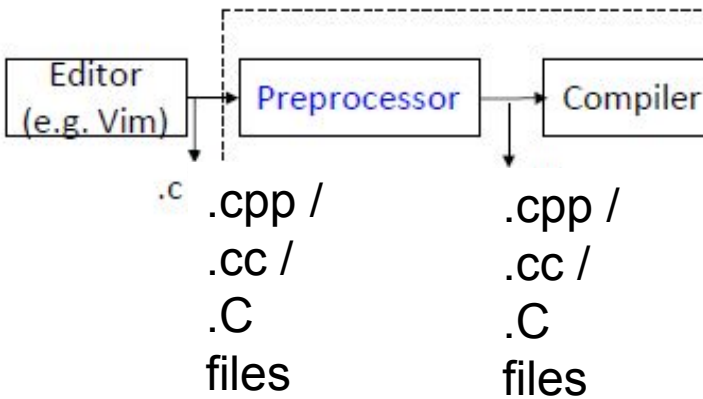 Editor
(e.g. Vim)
Preprocessor
Compiler
.c
.cpp /
.cc /
.C
files
.cpp /
.cc /
.C
files